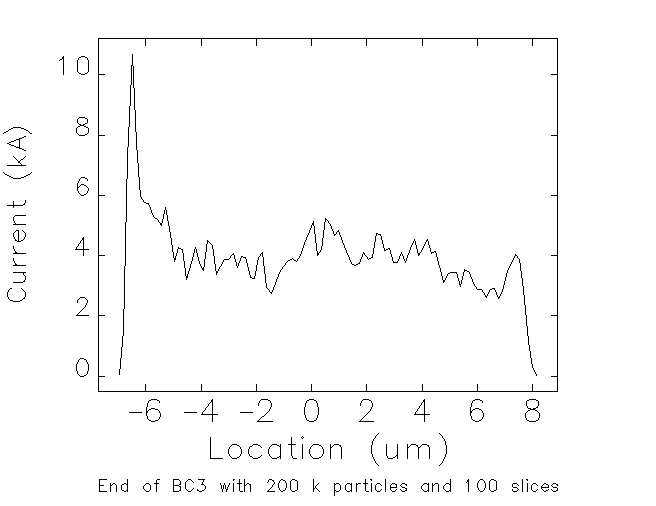 10
8
6
4
2
0
Current (kA)
-6 -4 -2 0 2 4 6 8
Location (um)
End of BC3 with 200 k particles and 100 slices